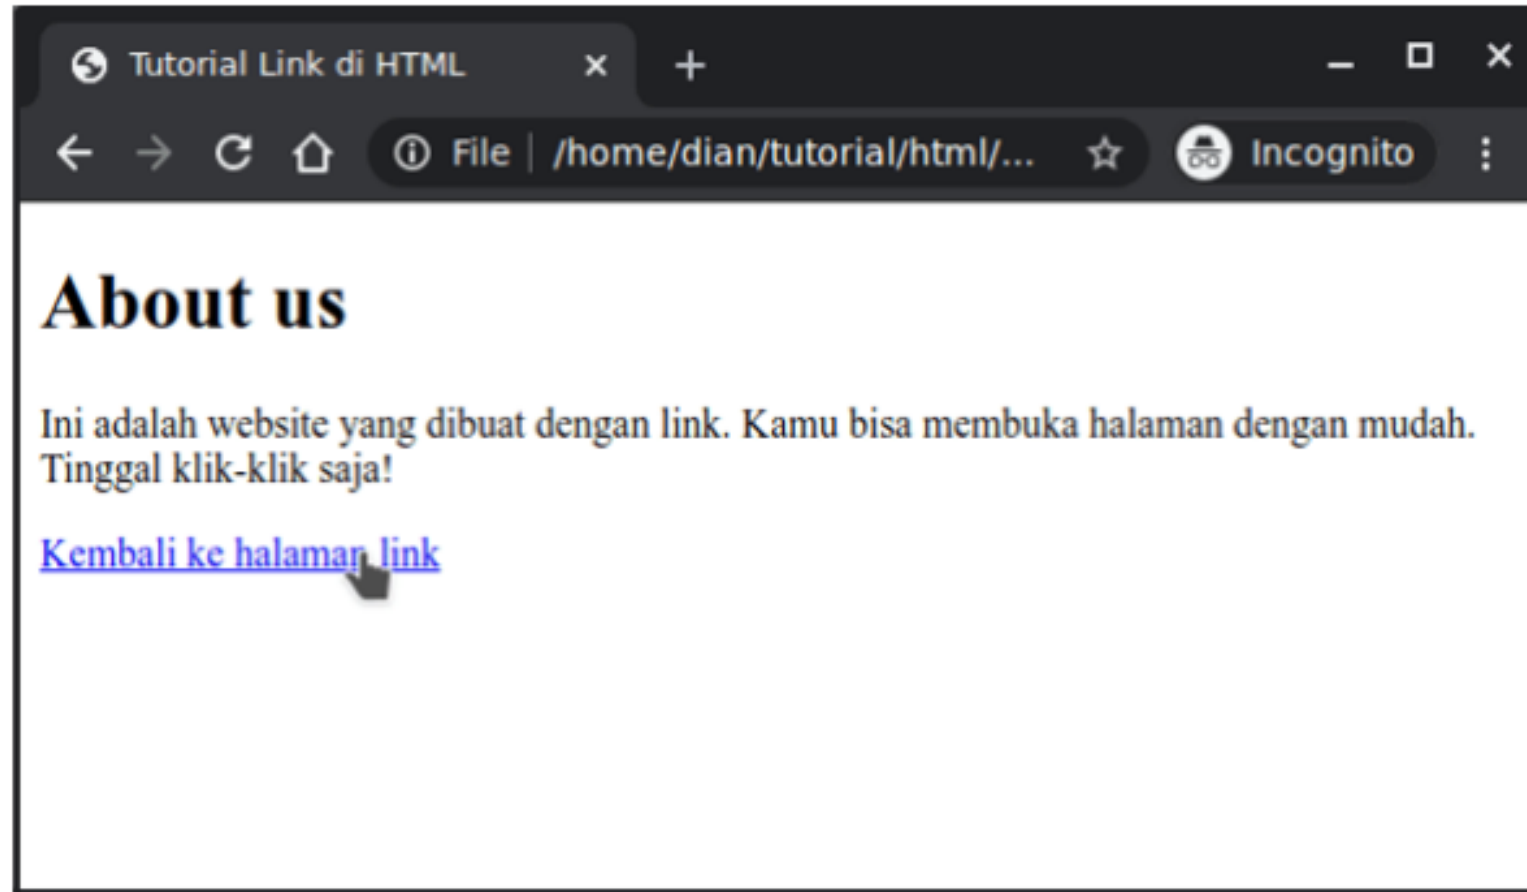 Tutorial Link di HTML
File | /home/dian/tutorial/html/... Incognito
About us
Ini adalah website yang dibuat dengan link. Kamu bisa membuka halaman dengan mudah.
Tinggal klik-klik saja!
Kembali ke halaman link